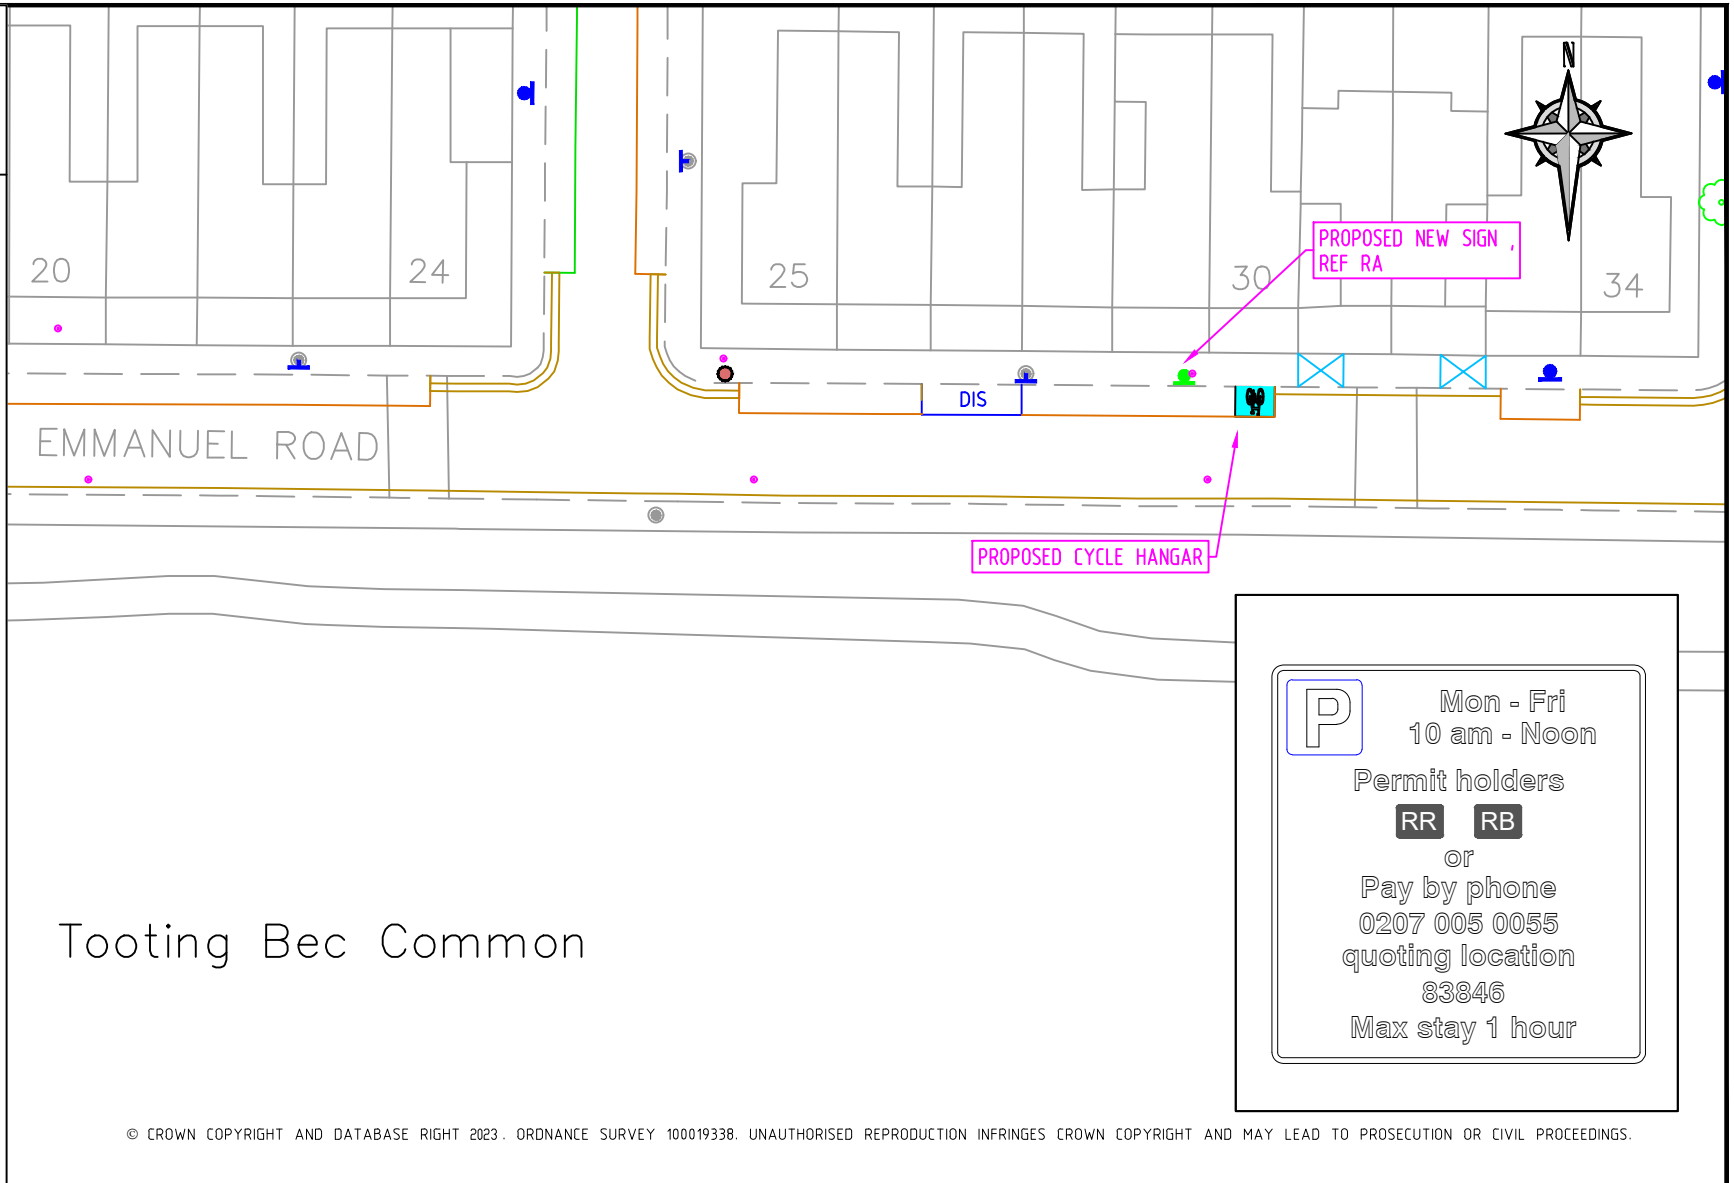 N
PROPOSED NEW SIGN ,
REF RA
20
24
25
30
34
DIS
EMMANUEL ROAD
PROPOSED CYCLE HANGAR
P
Mon - Fri
10 am - Noon
Permit holders
RR RB
or
Pay by phone
0207 005 0055
quoting location
83846
Max stay 1 hour
Tooting Bec Common
© CROWN COPYRIGHT AND DATABASE RIGHT 2023. ORDNANCE SURVEY 100019338. UNAUTHORISED REPRODUCTION INFRINGES CROWN COPYRIGHT AND MAY LEAD TO PROSECUTION OR CIVIL PROCEEDINGS.